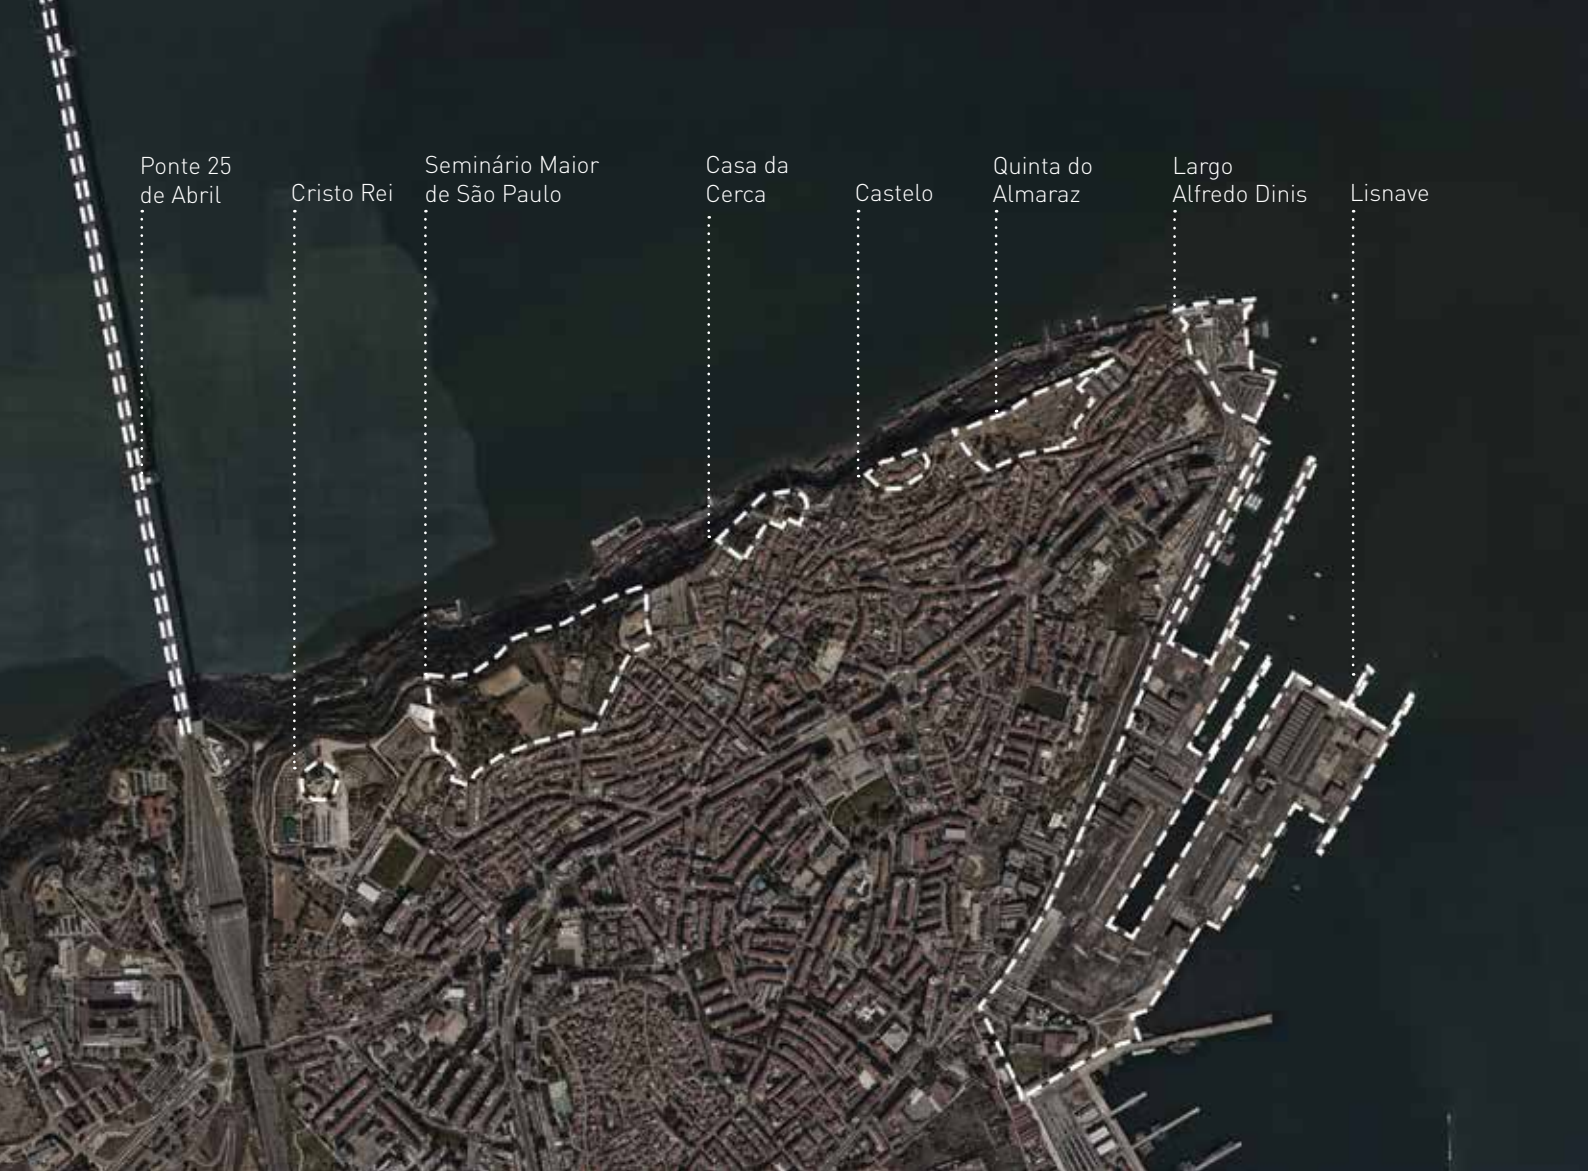 Ponte 25
de Abril
Cristo Rei
Seminário Maior
de São Paulo
Casa da
Cerca
Castelo
Quinta do
Almaraz
Largo
Alfredo Dinis
Lisnave